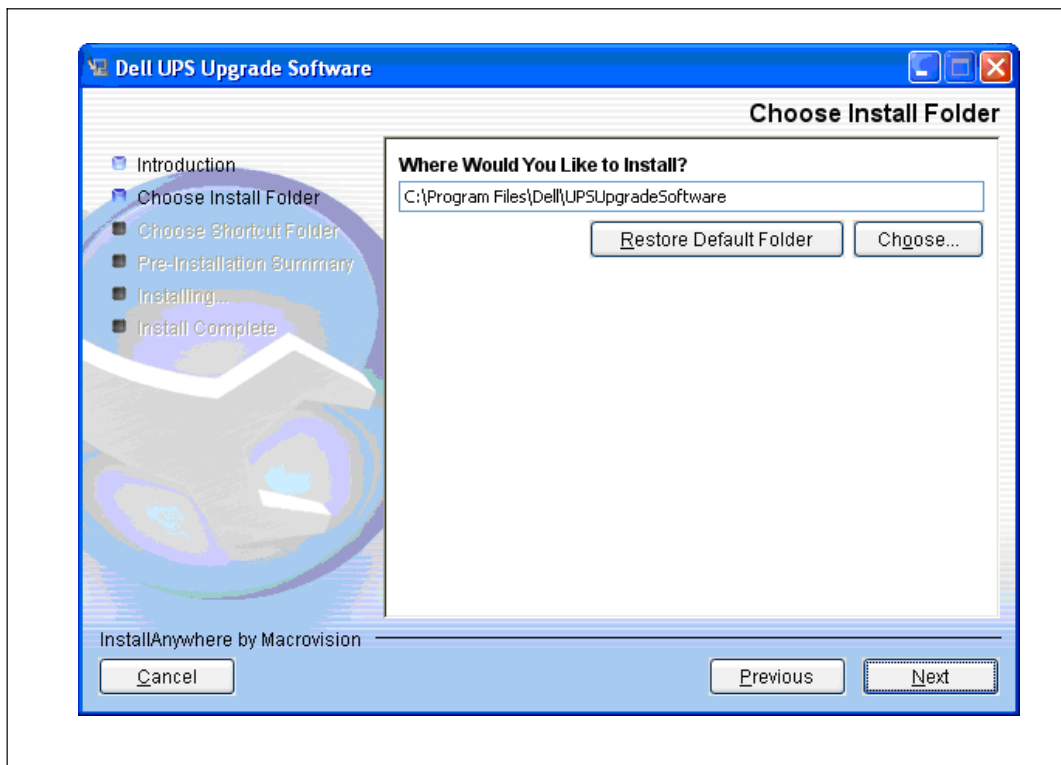 Dell UPS Upgrade Software
Choose Install Folder
Introduction
Choose Install Folder
Choose Shortcut Folder
Pre-Installation Summary
Installing...
Install Complete
Where Would You Like to Install?
C:\Program Files\Dell\UPSUpgradeSoftware
Restore Default Folder
Choose...
InstallAnywhere by Macrovision
Cancel
Previous
Next